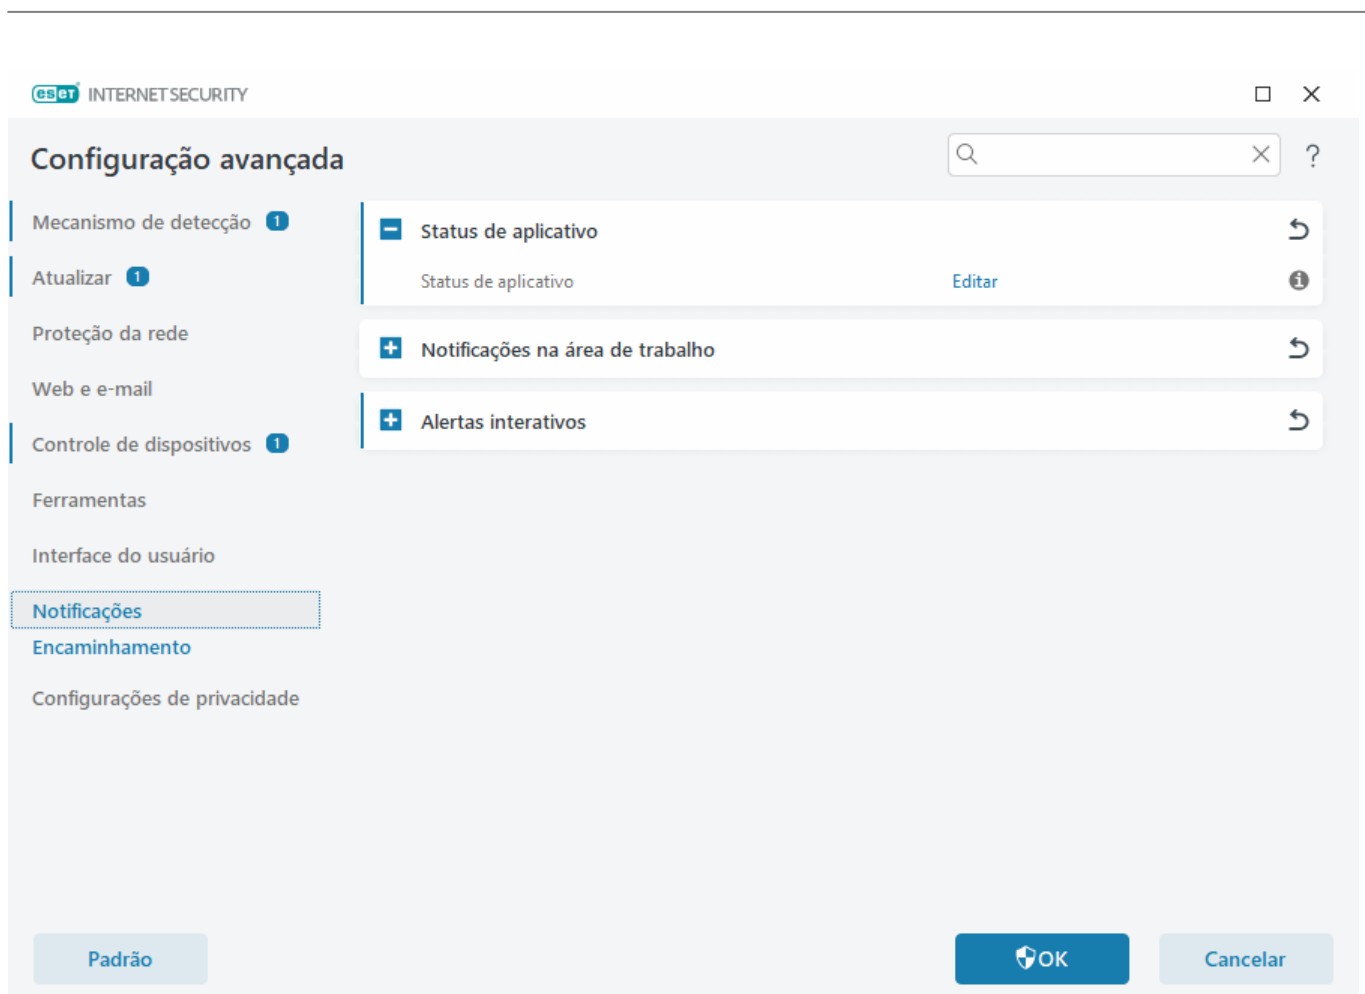 eset INTERNET SECURITY
Configuração avançada
?
Mecanismo de detecção 1
Atualizar 1
Proteção da rede
Web e e-mail
Controle de dispositivos 1
Ferramentas
Interface do usuário
Notificações
Encaminhamento
Configurações de privacidade
Status de aplicativo
Status de aplicativo Editar
Notificações na área de trabalho
Alertas interativos
Padrão
OK
Cancelar